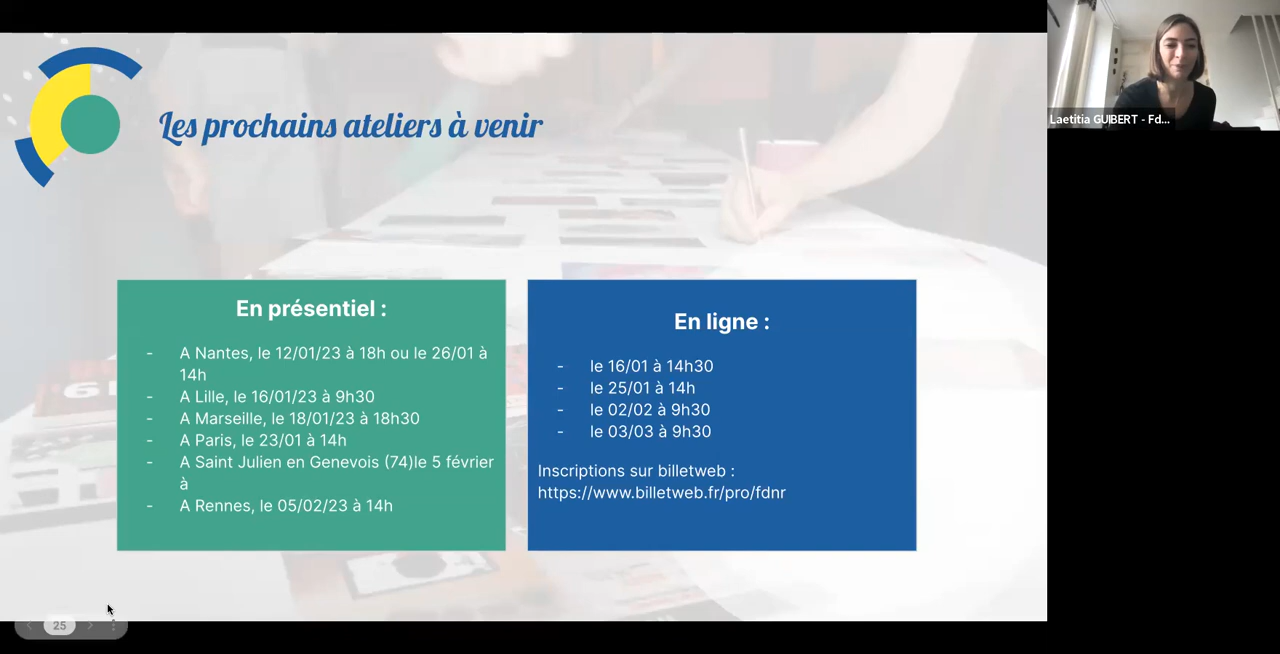 Les prochains ateliers à venir
Laetitia GUIBERT - Fd...
En présentiel :
- A Nantes, le 12/01/23 à 18h ou le 26/01 à
14h
- A Lille, le 16/01/23 à 9h30
- A Marseille, le 18/01/23 à 18h30
- A Paris, le 23/01 à 14h
- A Saint Julien en Genevois (74)le 5 février
à
- A Rennes, le 05/02/23 à 14h
En ligne :
- le 16/01 à 14h30
- le 25/01 à 14h
- le 02/02 à 9h30
- le 03/03 à 9h30
Inscriptions sur billetweb :
https://www.billetweb.fr/pro/fdnr
25